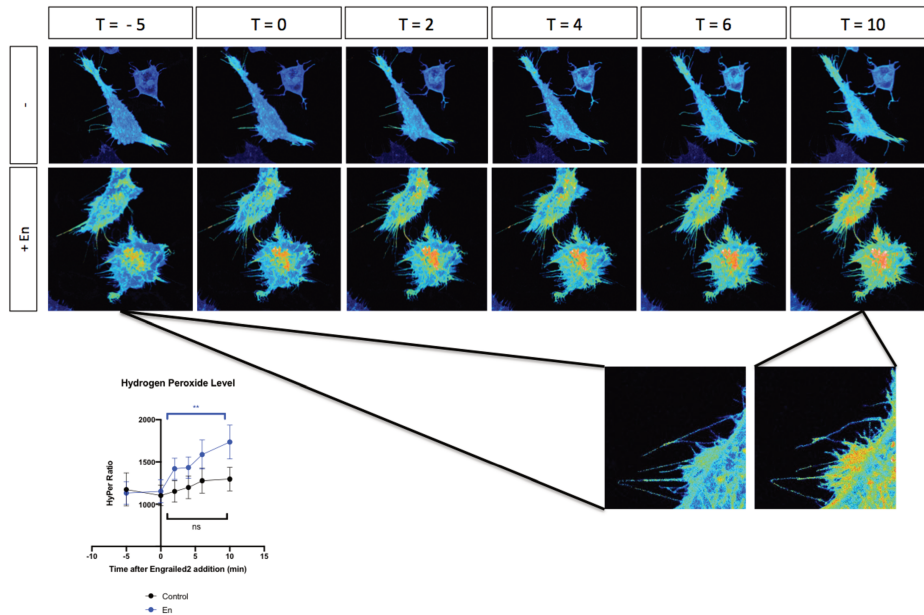 T = - 5
T = 0
T = 2
T = 4
T = 6
T = 10
-
+ En
Hydrogen Peroxide Level
**
2000
1500
1000
HyPer Ratio
ns
-10
-5
0
5
10
15
Time after Engrailed2 addition (min)
Control
En